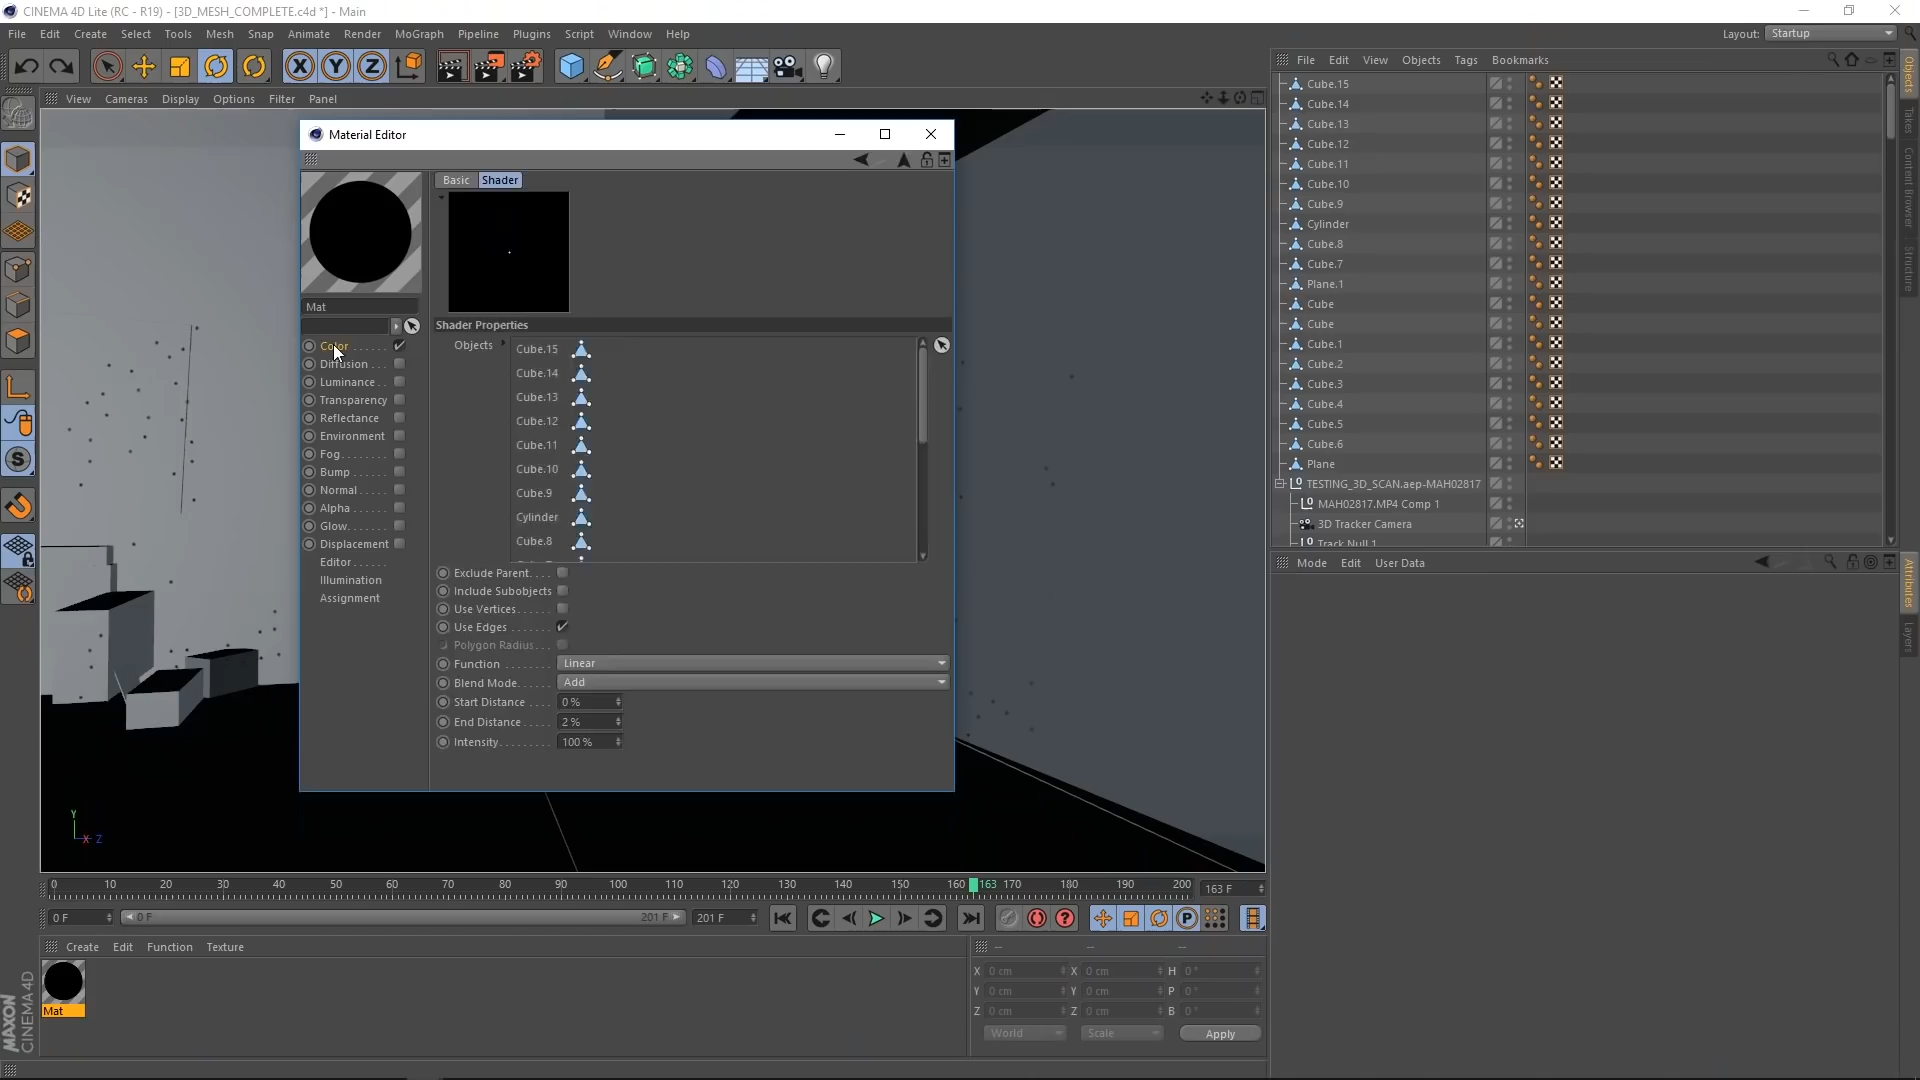 CINEMA 4D Lite (RC - R19) - [3D_MESH_COMPLETE.c4d *] - Main
File Edit Create Select Tools Mesh Snap Animate Render MoGraph Pipeline Plugins Script Window Help
Layout: Startup
X Y Z
File Edit View Objects Tags Bookmarks
View Cameras Display Options Filter Panel
Material Editor
Basic Shader
Mat
Color
Diffusion
Luminance
Transparency
Reflectance
Environment
Fog
Bump
Normal
Alpha
Glow
Displacement
Editor
Illumination
Assignment
Shader Properties
Objects
Cube.15
Cube.14
Cube.13
Cube.12
Cube.11
Cube.10
Cube.9
Cylinder
Cube.8
Exclude Parent
Include Subobjects
Use Vertices
Use Edges
Polygon Radius
Function Linear
Blend Mode Add
Start Distance 0 %
End Distance 2 %
Intensity 100 %
Cube.15
Cube.14
Cube.13
Cube.12
Cube.11
Cube.10
Cube.9
Cylinder
Cube.8
Cube.7
Plane.1
Cube
Cube
Cube.1
Cube.2
Cube.3
Cube.4
Cube.5
Cube.6
Plane
TESTING_3D_SCAN.aep-MAH02817
MAH02817.MP4 Comp 1
3D Tracker Camera
Track Null 1
Objects
Takes
Content Browser
Structure
Mode Edit User Data
Attributes
Layers
S
Y
X Z
0 10 20 30 40 50 60 70 80 90 100 110 120 130 140 150 160 163 170 180 190 200
163 F
0 F 0 F 201 F 201 F
P
Create Edit Function Texture
-- -- --
Mat
X 0 cm X 0 cm H 0 °
Y 0 cm Y 0 cm P 0 °
Z 0 cm Z 0 cm B 0 °
World Scale Apply
MAXON
CINEMA 4D